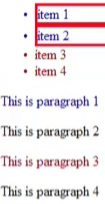 item 1
item 2
item 3
item 4
This is paragraph 1
This is paragraph 2
This is paragraph 3
This is paragraph 4